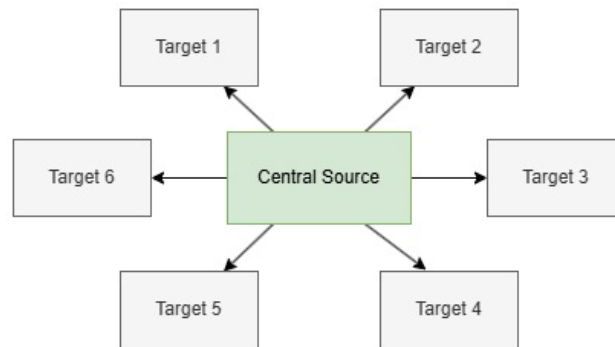 Target 1
Target 2
Target 6
Central Source
Target 3
Target 5
Target 4